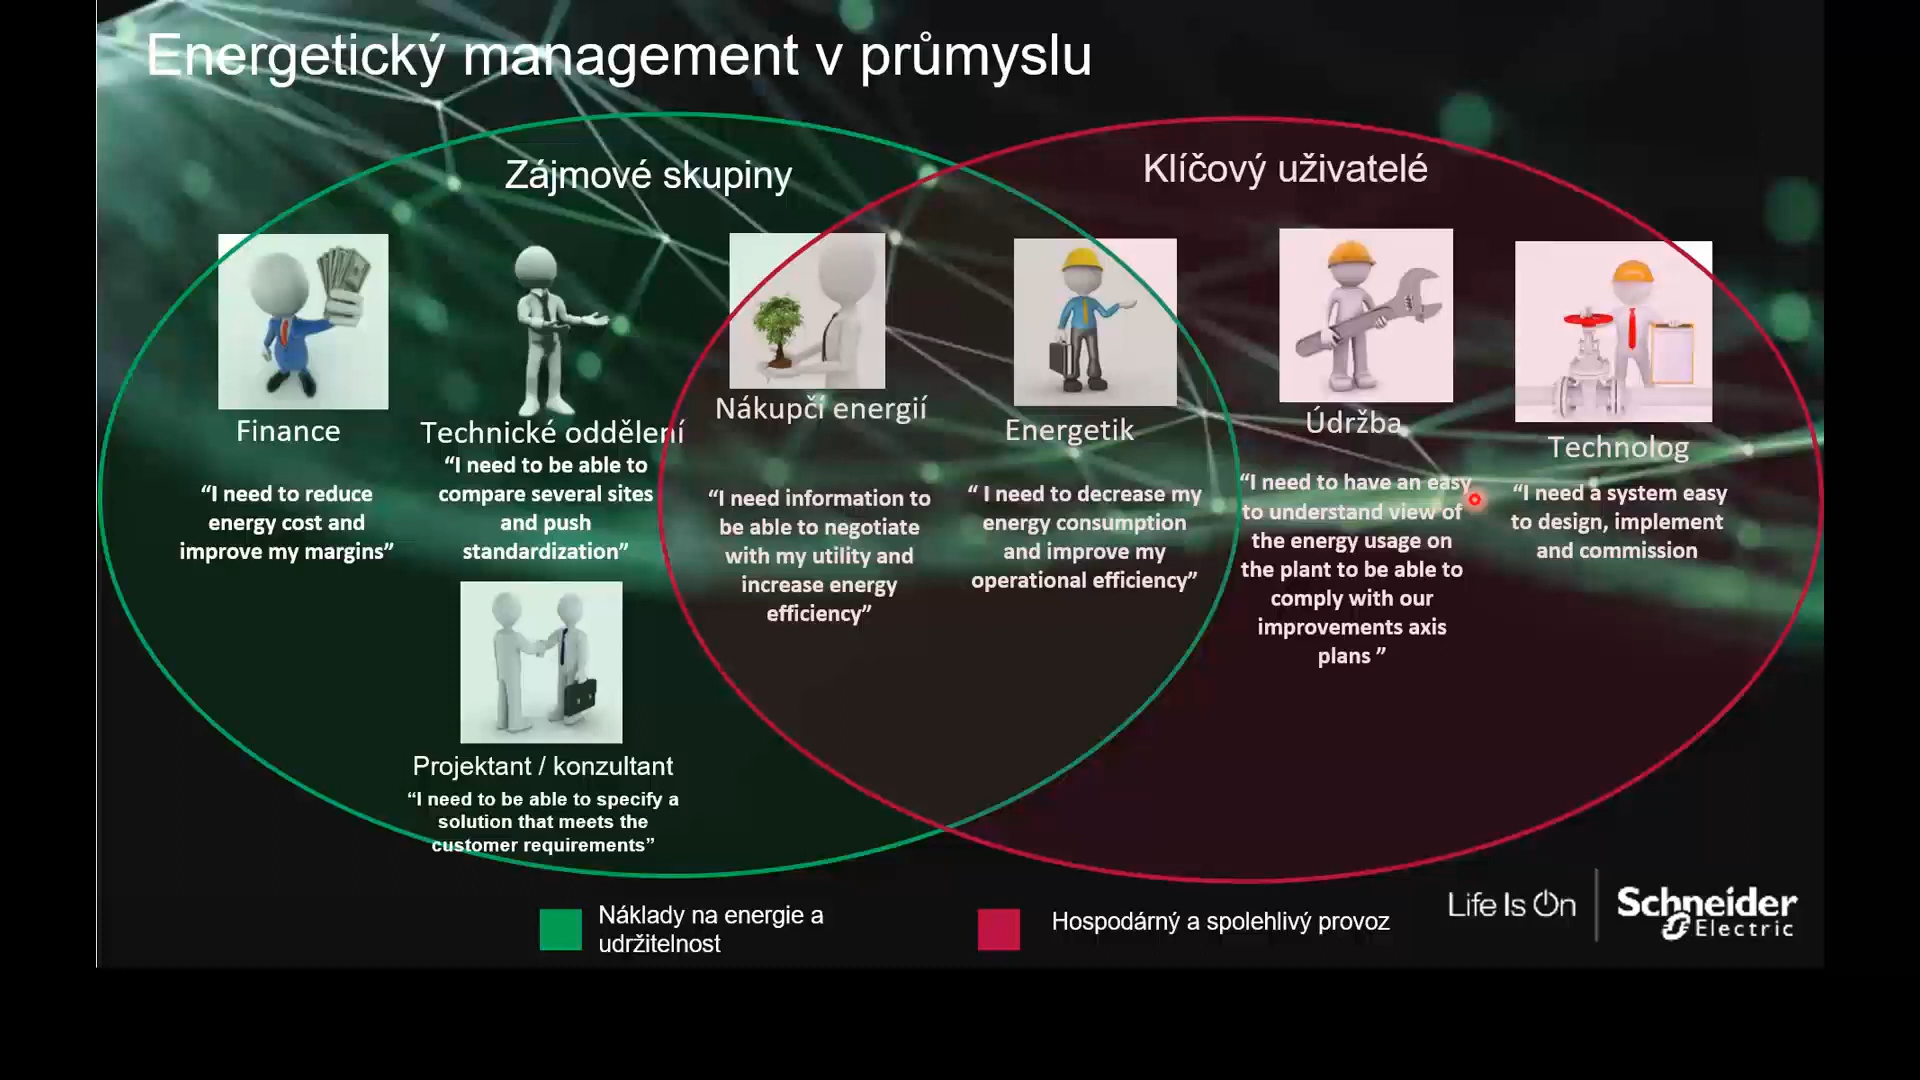 Energetický management v průmyslu
Zájmové skupiny
Klíčový uživatelé
Finance
“I need to reduce
energy cost and
improve my margins”
Technické oddělení
“I need to be able to
compare several sites
and push
standardization”
Projektant / konzultant
“I need to be able to specify a
solution that meets the
customer requirements”
Nákupčí energií
“I need information to
be able to negotiate
with my utility and
increase energy
efficiency”
Energetik
“ I need to decrease my
energy consumption
and improve my
operational efficiency”
Údržba
“I need to have an easy
to understand view of
the energy usage on
the plant to be able to
comply with our
improvements axis
plans ”
Technolog
“I need a system easy
to design, implement
and commission
Náklady na energie a
udržitelnost
Hospodárný a spolehlivý provoz
Life Is On
Schneider
Electric